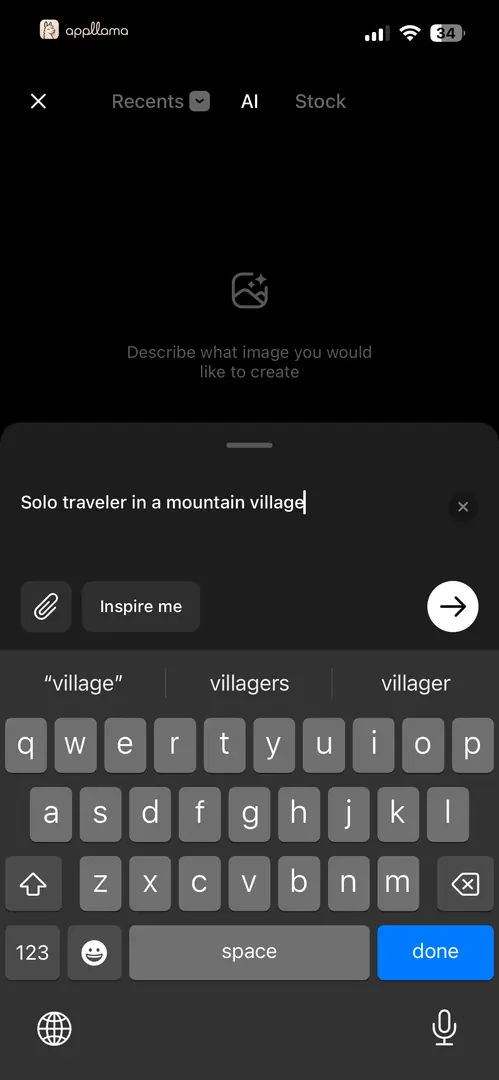 appllama
34
Recents AI Stock
Describe what image you would
like to create
Solo traveler in a mountain village
Inspire me
“village” villagers villager
q w e r t y u i o p
a s d f g h j k l
z x c v b n m
123 space done